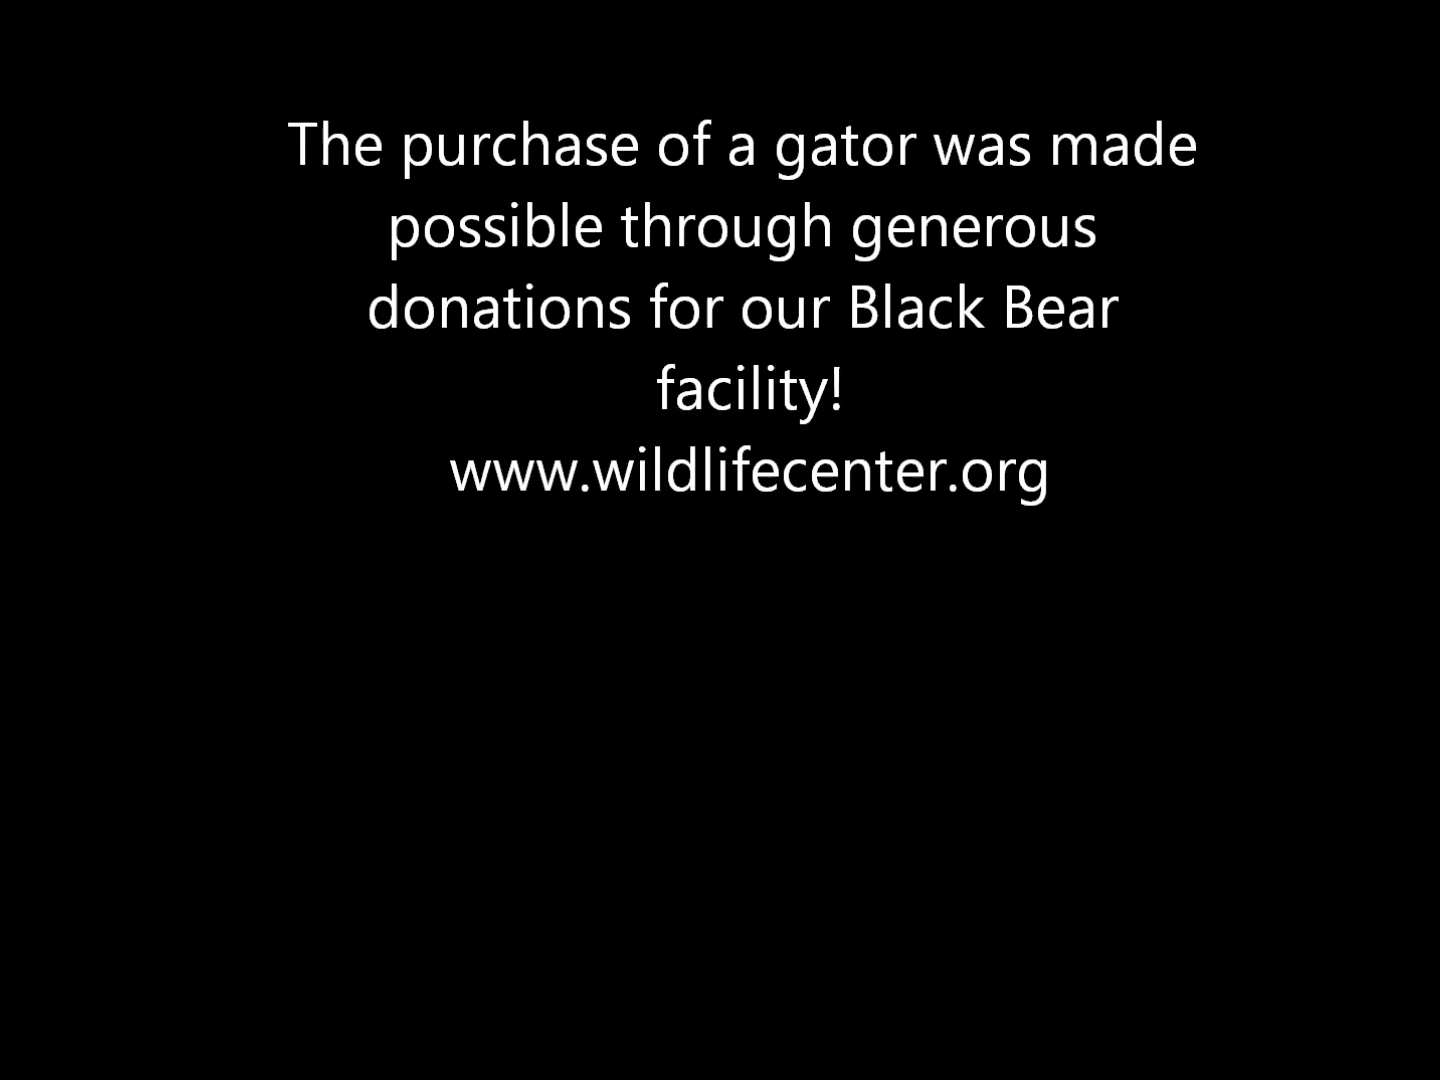 The purchase of a gator was made
possible through generous
donations for our Black Bear
facility!
www.wildlifecenter.org